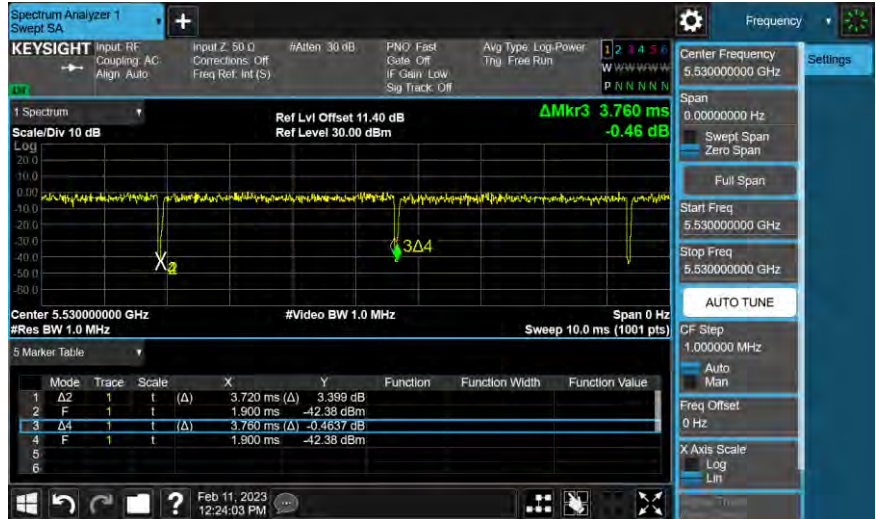 Spectrum Analyzer 1
Swept SA
+
Frequency
KEYSIGHT
Input: RF
Coupling: AC
Align: Auto
Input Z: 50 Ω
Corrections: Off
Freq Ref: Int (S)
#Atten: 30 dB
PNO: Fast
Gate: Off
IF Gain: Low
Sig Track: Off
Avg Type: Log-Power
Trig: Free Run
1 2 3 4 5 6
W W W W W W
P N N N N N
1 Spectrum
Scale/Div 10 dB
Ref Lvl Offset 11.40 dB
Ref Level 30.00 dBm
ΔMkr3 3.760 ms
-0.46 dB
Log
20.0
10.0
0.00
-10.0
-20.0
-30.0
-40.0
-50.0
-60.0
3Δ4
Center 5.530000000 GHz
#Res BW 1.0 MHz
#Video BW 1.0 MHz
Span 0 Hz
Sweep 10.0 ms (1001 pts)
5 Marker Table
Mode Trace Scale X Y Function Function Width Function Value
1 Δ2 1 t (Δ) 3.720 ms (Δ) 3.399 dB
2 F 1 t 1.900 ms -42.38 dBm
3 Δ4 1 t (Δ) 3.760 ms (Δ) -0.4637 dB
4 F 1 t 1.900 ms -42.38 dBm
5
6
?
Feb 11, 2023
12:24:03 PM
Center Frequency
5.530000000 GHz
Span
0.00000000 Hz
Swept Span
Zero Span
Full Span
Start Freq
5.530000000 GHz
Stop Freq
5.530000000 GHz
AUTO TUNE
CF Step
1.000000 MHz
Auto
Man
Freq Offset
0 Hz
X Axis Scale
Log
Lin
Settings